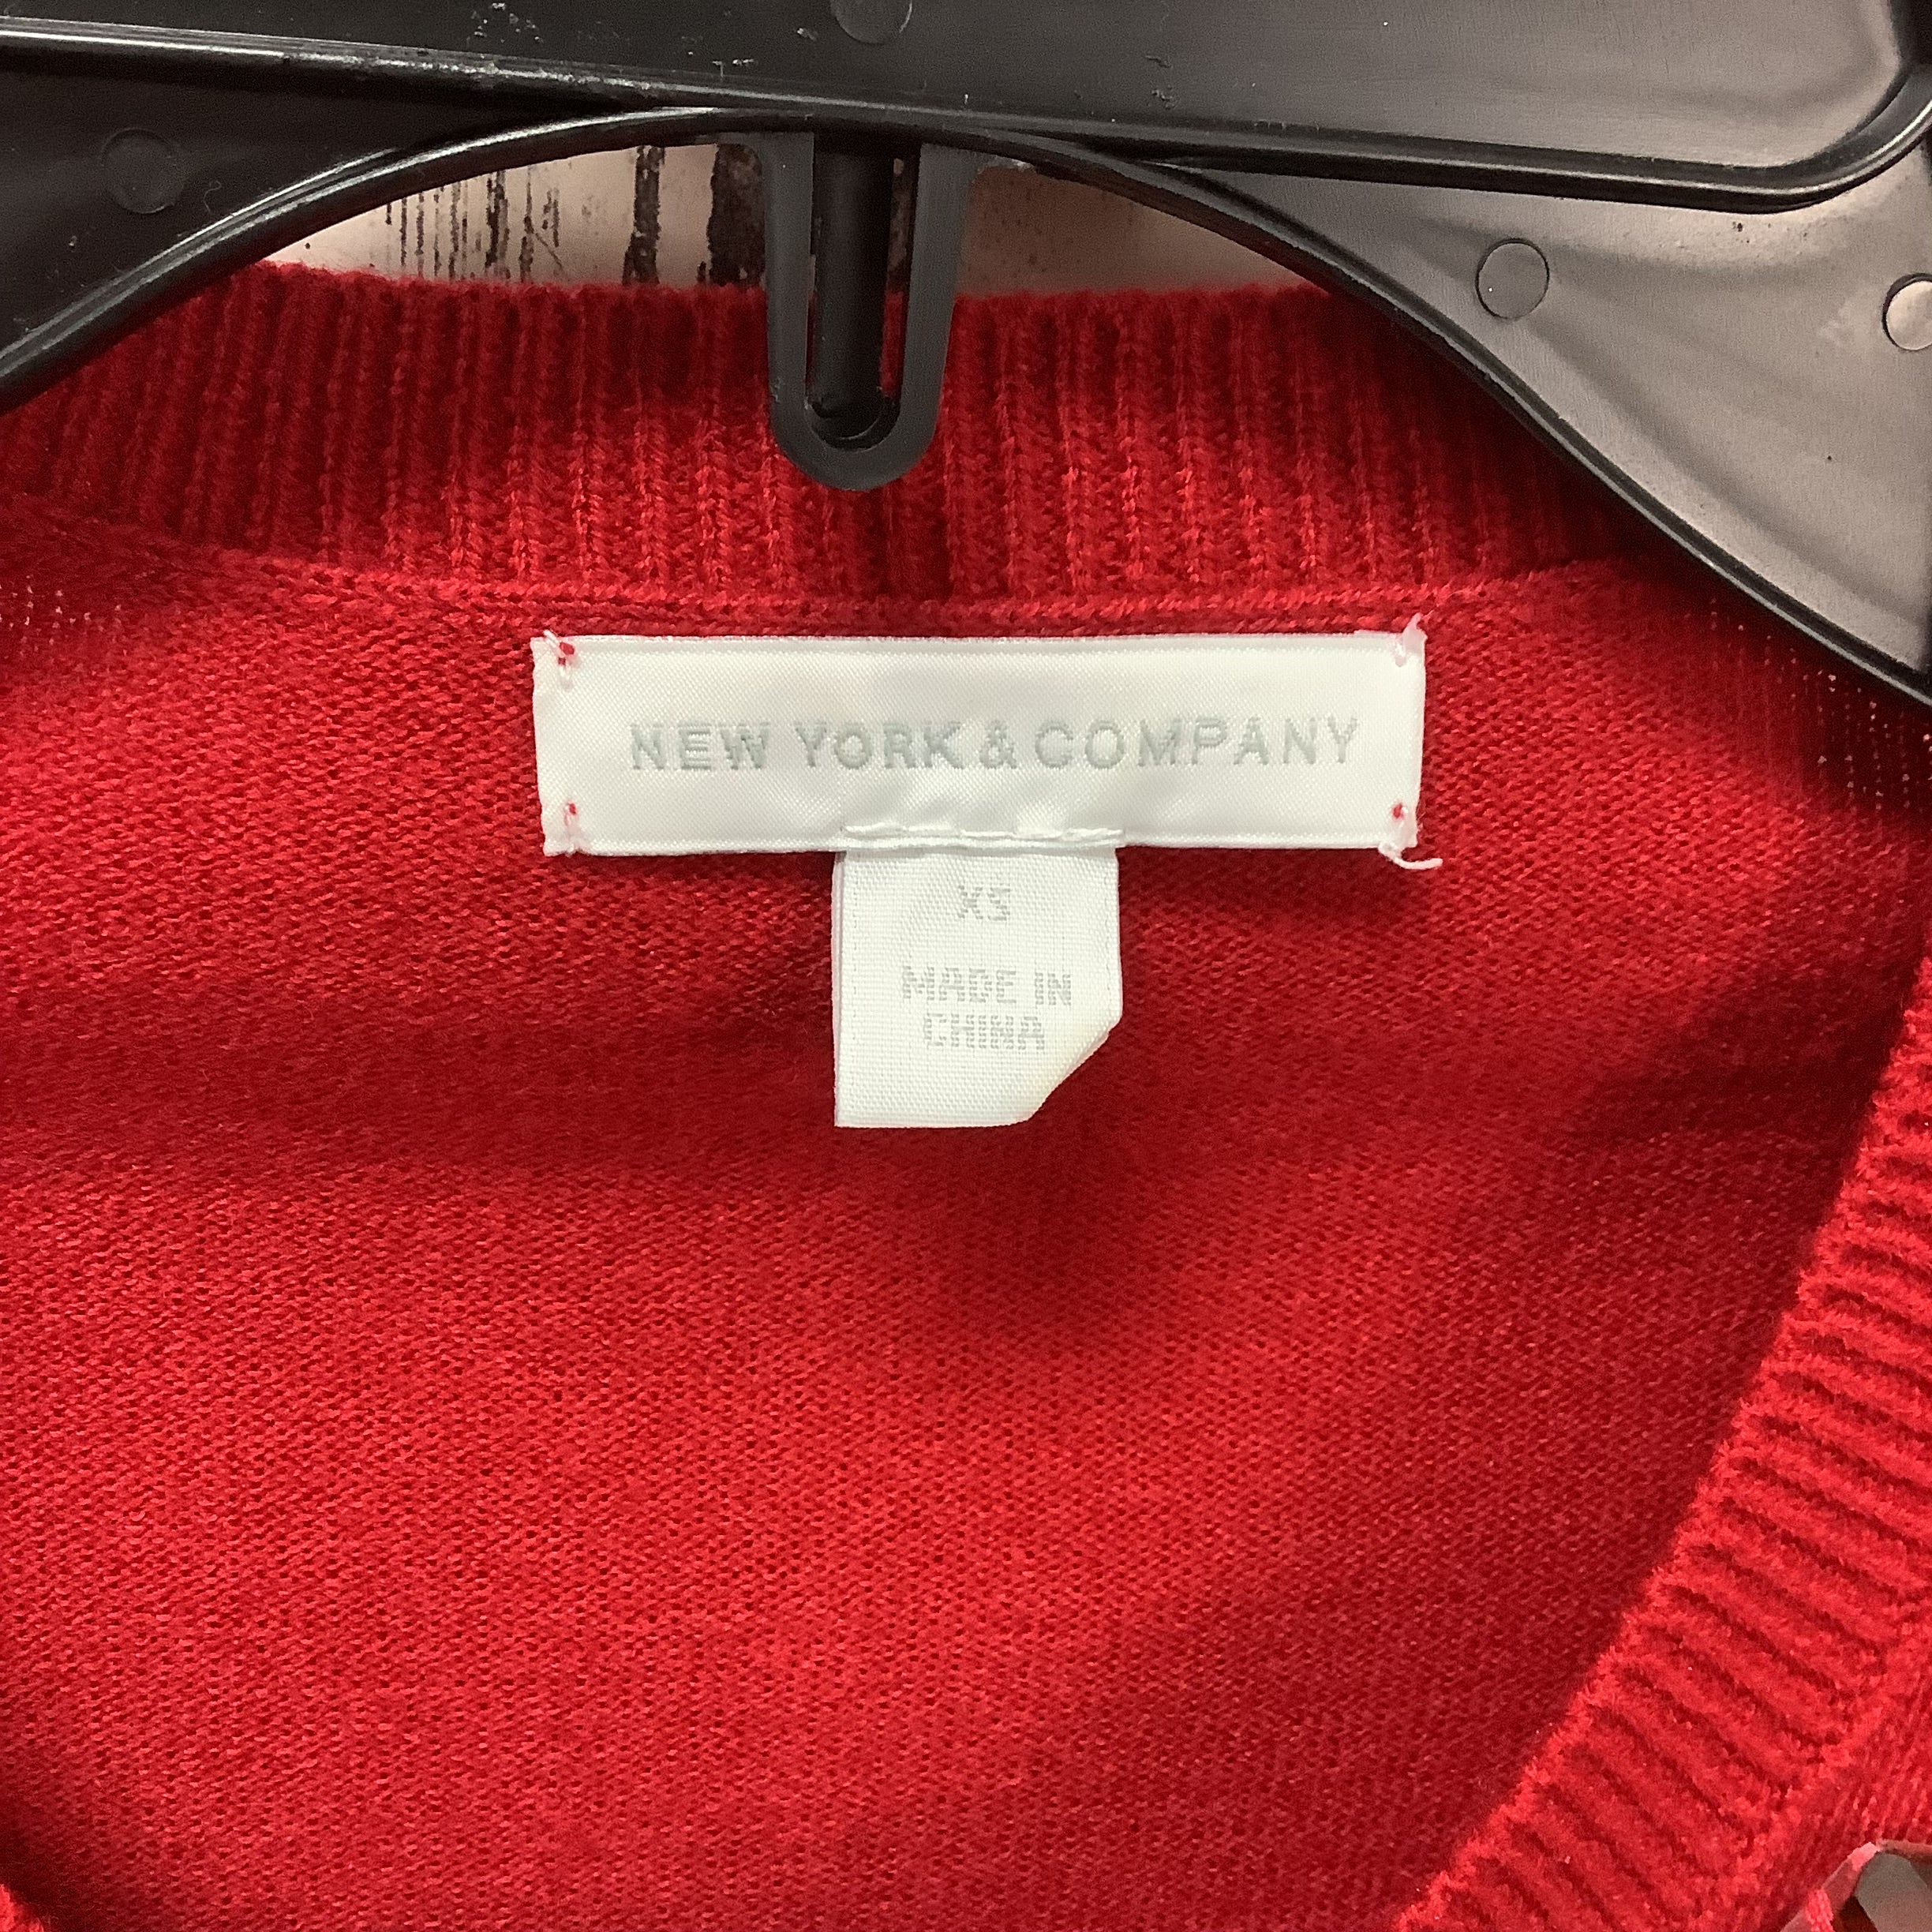 NEW YORK & COMPANY
XS
MADE IN
CHINA